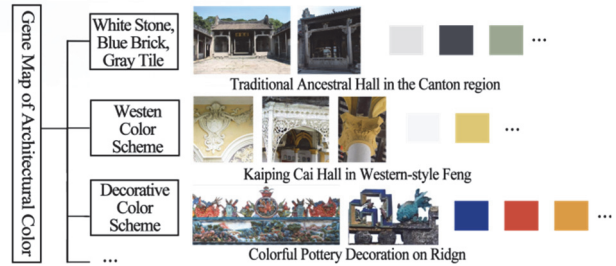 Gene Map of Architectural Color
White Stone,
Blue Brick,
Gray Tile
...
Traditional Ancestral Hall in the Canton region
Westen
Color
Scheme
...
Kaiping Cai Hall in Western-style Feng
Decorative
Color
Scheme
...
Colorful Pottery Decoration on Ridgn
...